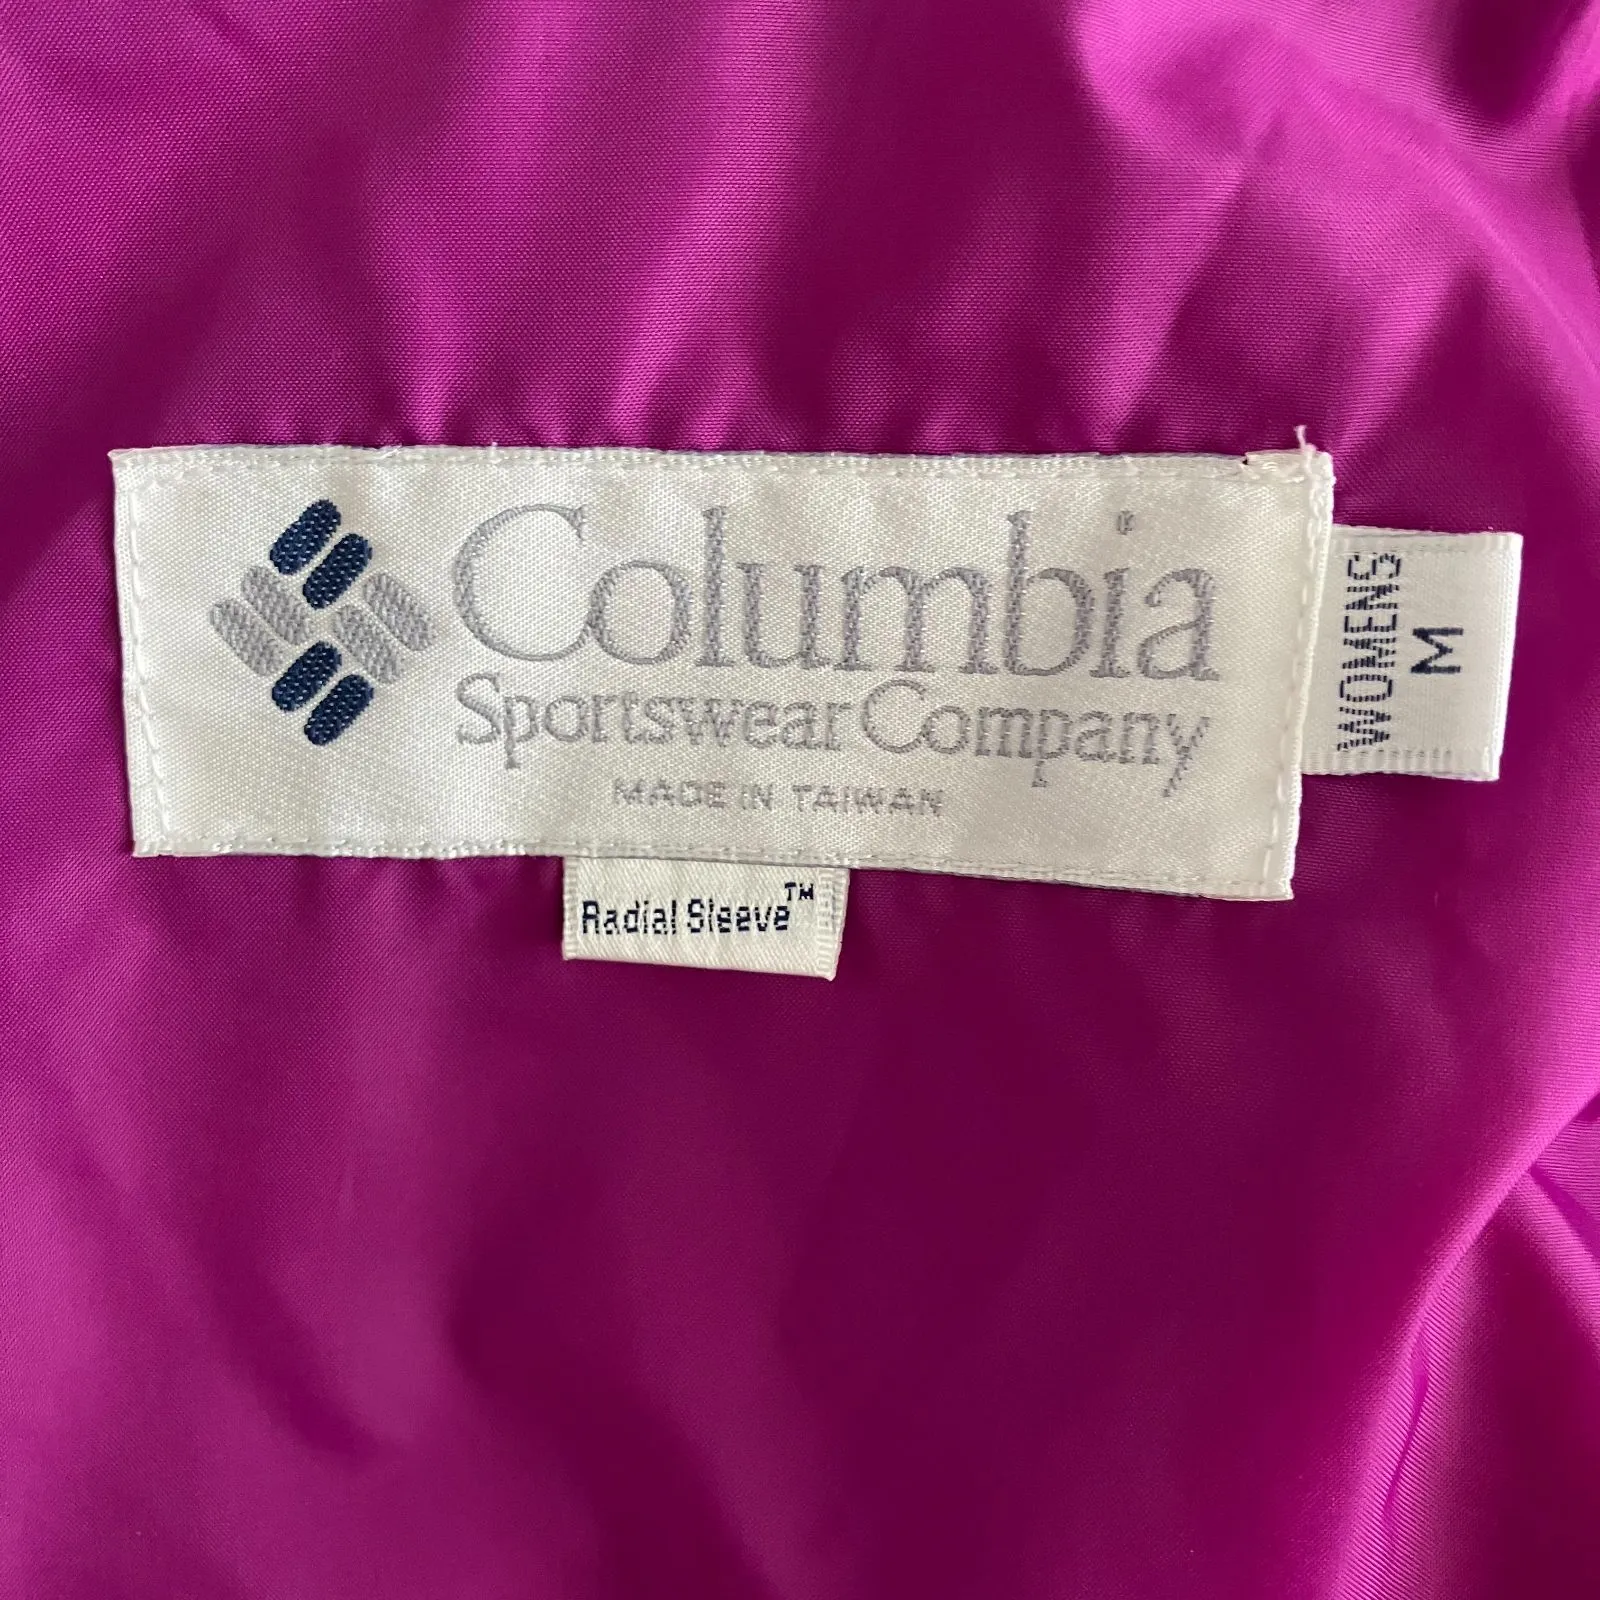 Columbia
Sportswear Company
MADE IN TAIWAN
WOMENS
M
Radial Sleeve™